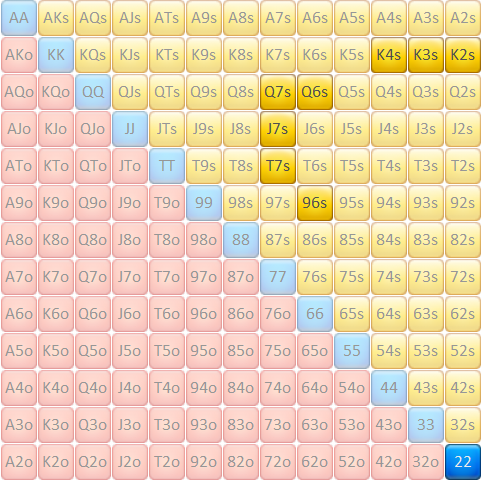 AA AKs AQs AJs ATs A9s A8s A7s A6s A5s A4s A3s A2s
AKo KK KQs KJs KTs K9s K8s K7s K6s K5s K4s K3s K2s
AQo KQo QQ QJs QTs Q9s Q8s Q7s Q6s Q5s Q4s Q3s Q2s
AJo KJo QJo JJ JTs J9s J8s J7s J6s J5s J4s J3s J2s
ATo KTo QTo JTo TT T9s T8s T7s T6s T5s T4s T3s T2s
A9o K9o Q9o J9o T9o 99 98s 97s 96s 95s 94s 93s 92s
A8o K8o Q8o J8o T8o 98o 88 87s 86s 85s 84s 83s 82s
A7o K7o Q7o J7o T7o 97o 87o 77 76s 75s 74s 73s 72s
A6o K6o Q6o J6o T6o 96o 86o 76o 66 65s 64s 63s 62s
A5o K5o Q5o J5o T5o 95o 85o 75o 65o 55 54s 53s 52s
A4o K4o Q4o J4o T4o 94o 84o 74o 64o 54o 44 43s 42s
A3o K3o Q3o J3o T3o 93o 83o 73o 63o 53o 43o 33 32s
A2o K2o Q2o J2o T2o 92o 82o 72o 62o 52o 42o 32o 22